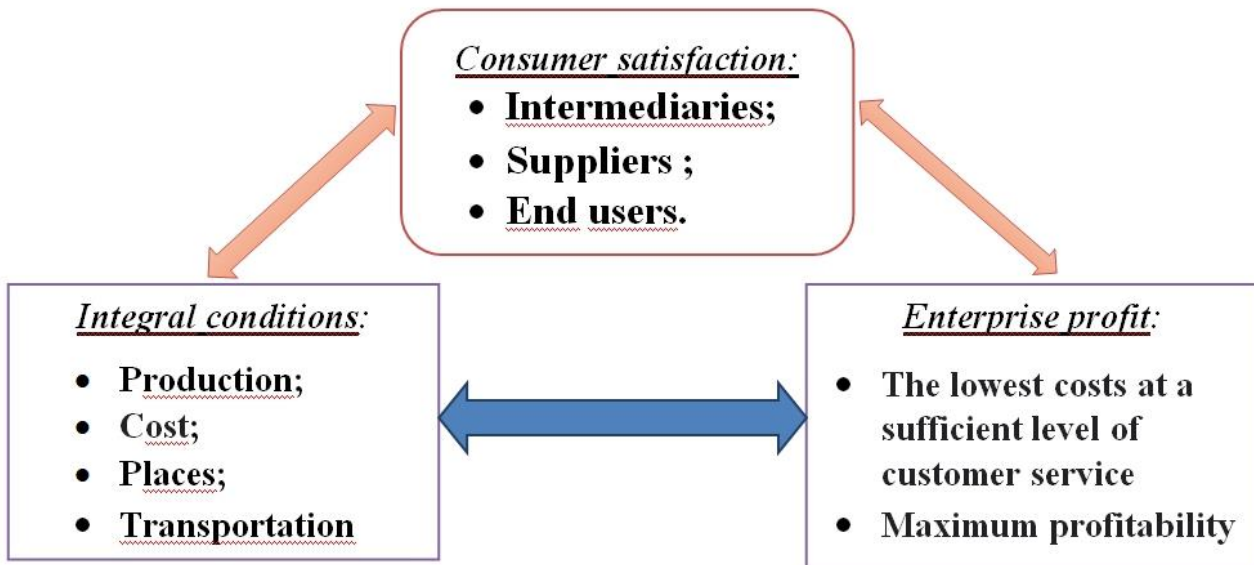 Consumer satisfaction:
• Intermediaries;
• Suppliers ;
• End users.
Integral conditions:
• Production;
• Cost;
• Places;
• Transportation
Enterprise profit:
• The lowest costs at a
sufficient level of
customer service
• Maximum profitability